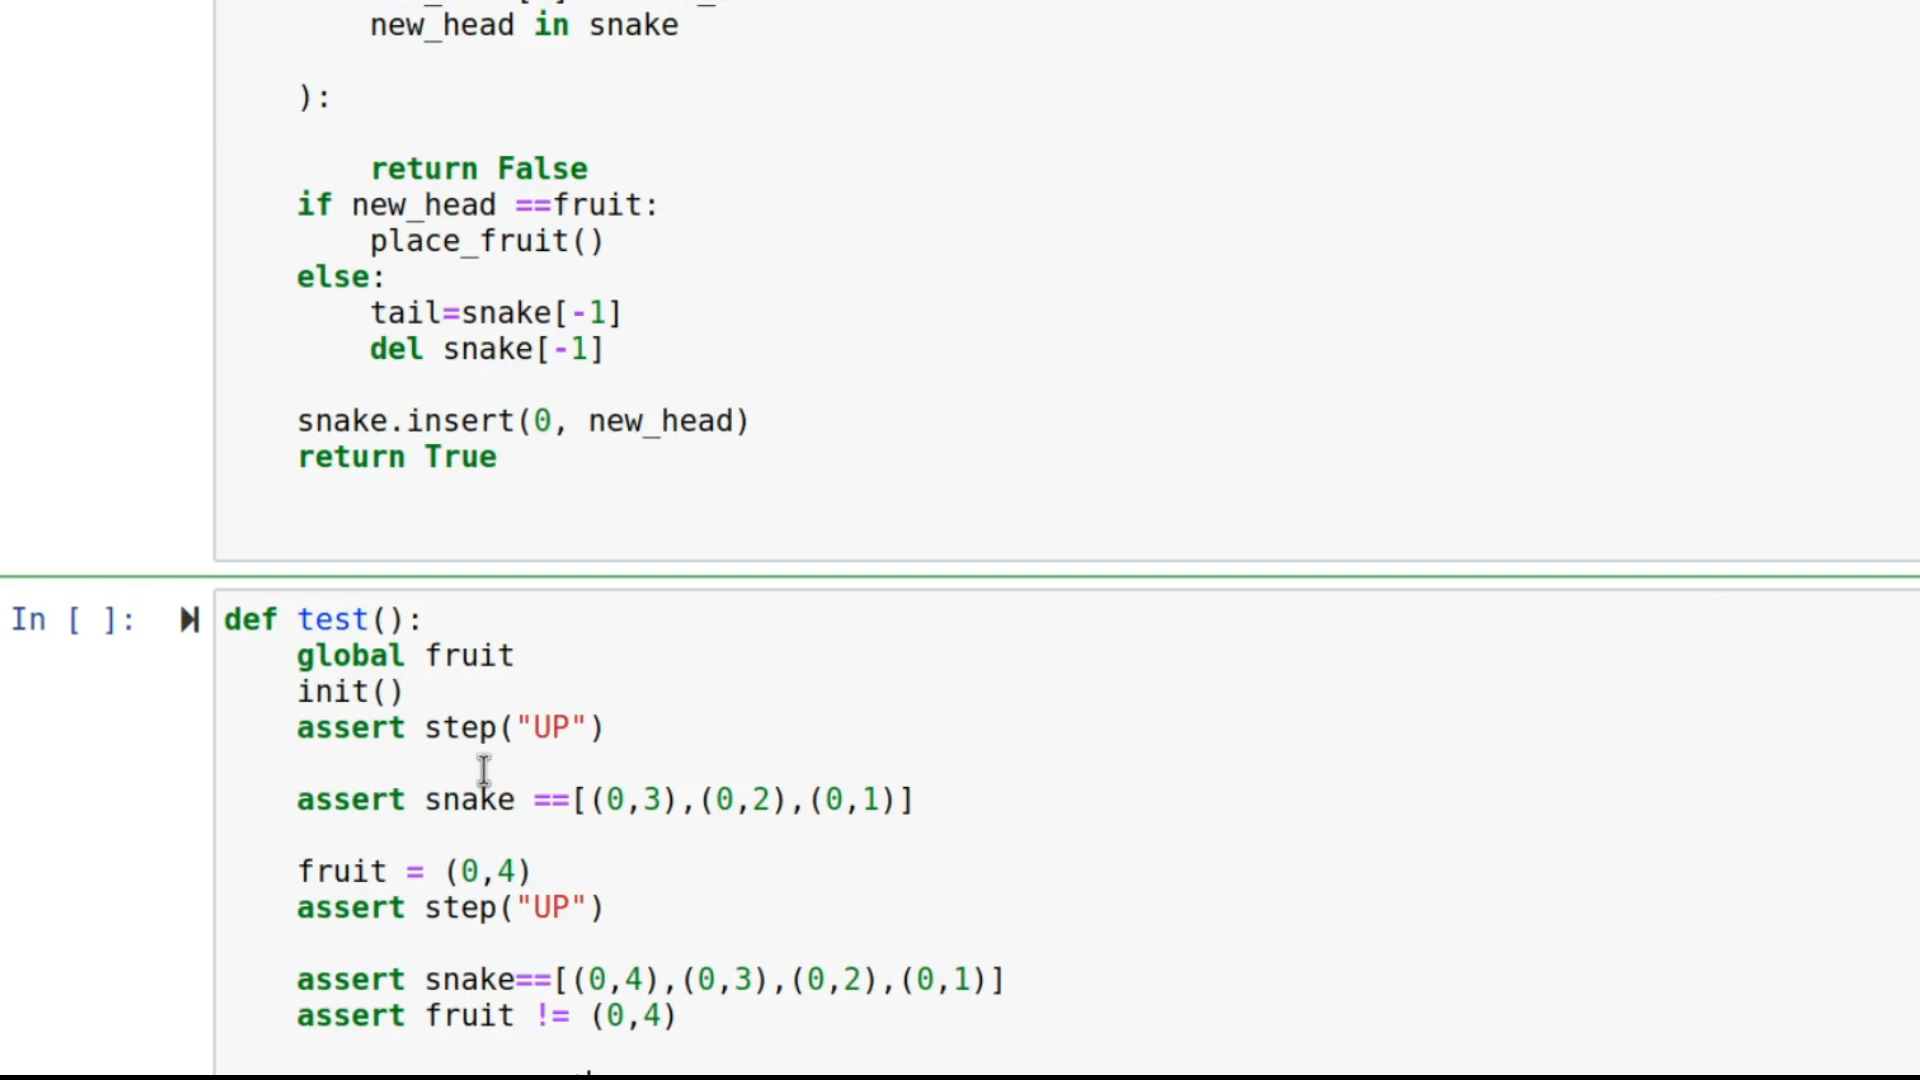 new_head in snake
):
return False
if new_head ==fruit:
place_fruit()
else:
tail=snake[-1]
del snake[-1]
snake.insert(0, new_head)
return True
In [ ]: def test():
global fruit
init()
assert step("UP")
assert snake ==[(0,3),(0,2),(0,1)]
fruit = (0,4)
assert step("UP")
assert snake==[(0,4),(0,3),(0,2),(0,1)]
assert fruit != (0,4)